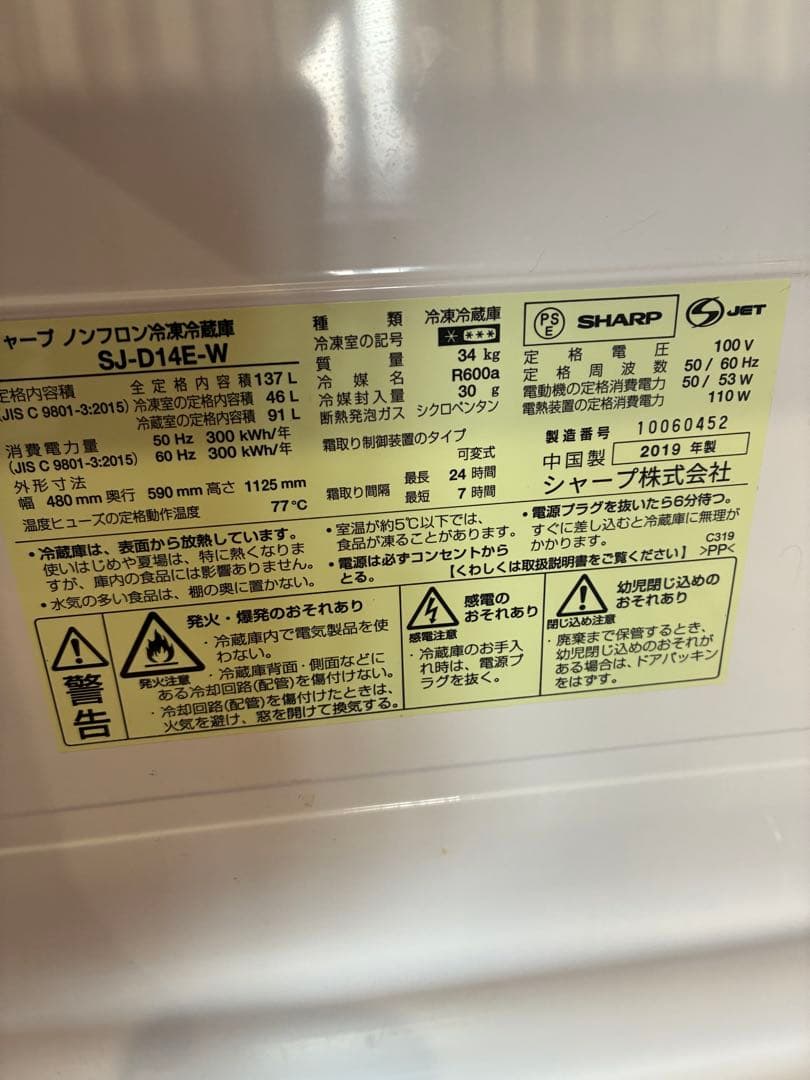 ャープ ノンフロン冷凍冷蔵庫
SJ-D14E-W
定格内容積
(JIS C 9801-3:2015)
全定格内容積 137 L
冷凍室の定格内容積 46 L
冷蔵室の定格内容積 91 L
消費電力量
(JIS C 9801-3:2015)
50 Hz 300 kWh/年
60 Hz 300 kWh/年
外形寸法
幅 480 mm 奥行 590 mm 高さ 1125 mm
温度ヒューズの定格動作温度 77℃
種類 冷凍冷蔵庫
冷凍室の記号 * ***
質量 34 kg
冷媒名 R600a
冷媒封入量 30 g
断熱発泡ガス シクロペンタン
霜取り制御装置のタイプ
可変式
霜取り間隔 最長 24 時間
最短 7 時間
PS
E
SHARP
S JET
定格電圧 100 V
定格周波数 50 / 60 Hz
電動機の定格消費電力 50 / 53 W
電熱装置の定格消費電力 110 W
製造番号 10060452
中国製 2019 年製
シャープ株式会社
・冷蔵庫は、表面から放熱しています。
使いはじめや夏場は、特に熱くなりま
すが、庫内の食品には影響ありません。
・水気の多い食品は、棚の奥に置かない。
・室温が約5℃以下では、
食品が凍ることがあります。
・電源は必ずコンセントから
とる。
・電源プラグを抜いたら6分待つ。
すぐに差し込むと冷蔵庫に無理が
かかります。
【くわしくは取扱説明書をご覧ください】
C319
>PP<
警告
発火注意
発火・爆発のおそれあり
・冷蔵庫内で電気製品を使
わない。
・冷蔵庫背面・側面などに
ある冷却回路(配管)を傷付けない。
・冷却回路(配管)を傷付けたときは、
火気を避け、窓を開けて換気する。
感電注意
感電の
おそれあり
・冷蔵庫のお手入
れ時は、電源プ
ラグを抜く。
閉じ込め注意
幼児閉じ込めの
おそれあり
・廃棄まで保管するとき、
幼児閉じ込めのおそれが
ある場合は、ドアパッキン
をはずす。